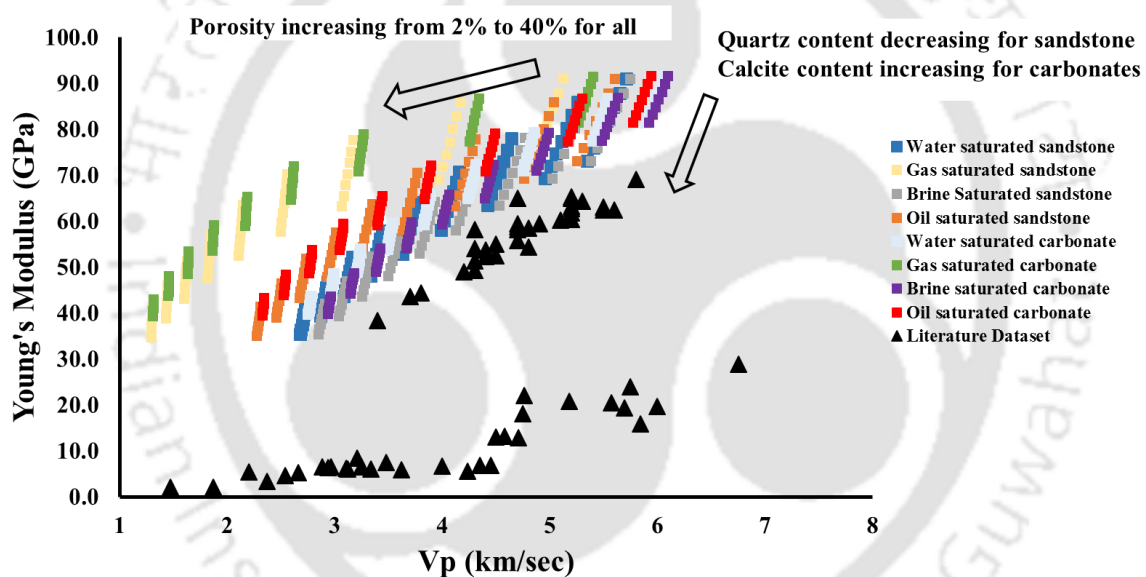 Porosity increasing from 2% to 40% for all
Quartz content decreasing for sandstone
Calcite content increasing for carbonates
Young's Modulus (GPa)
100.0
90.0
80.0
70.0
60.0
50.0
40.0
30.0
20.0
10.0
0.0
1 2 3 4 5 6 7 8
Vp (km/sec)
Water saturated sandstone
Gas saturated sandstone
Brine Saturated sandstone
Oil saturated sandstone
Water saturated carbonate
Gas saturated carbonate
Brine saturated carbonate
Oil saturated carbonate
Literature Dataset
Indian Ins
Guwahat